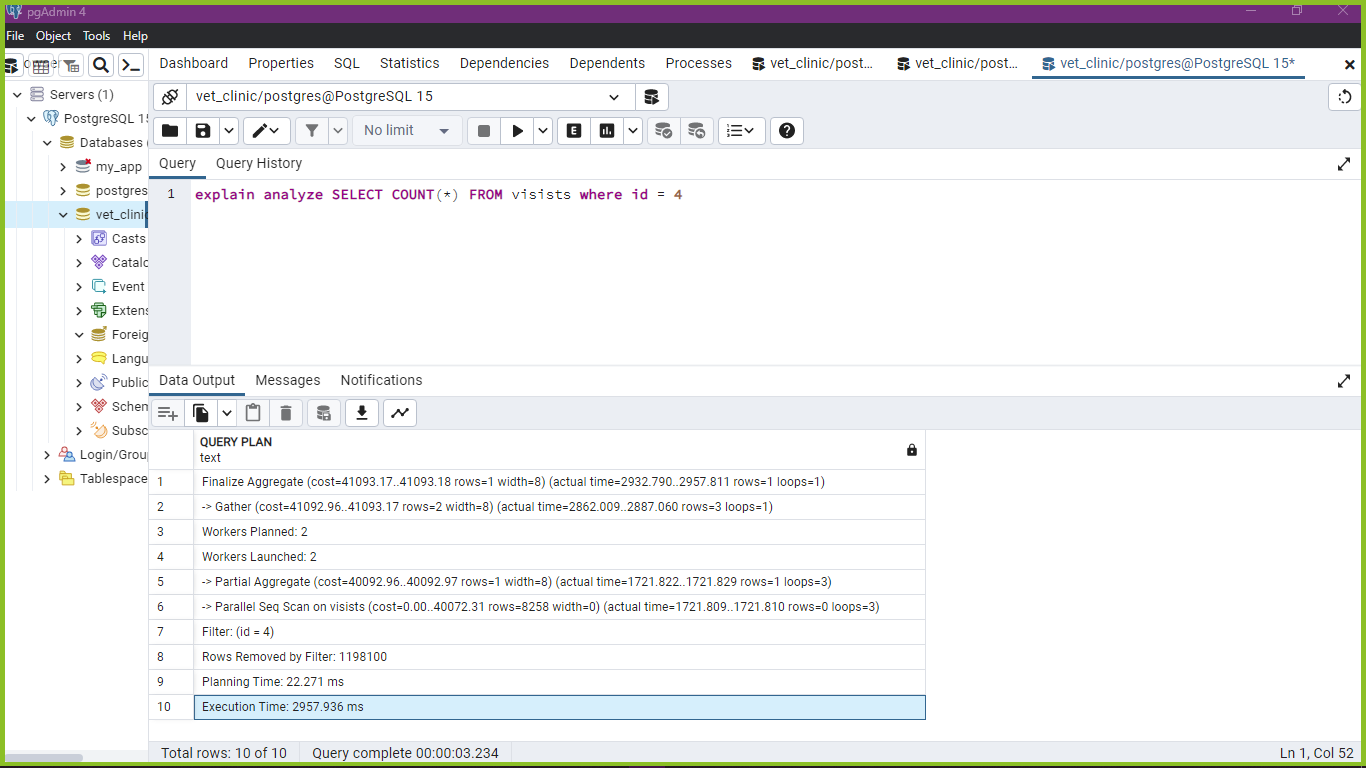 pgAdmin 4
File Object Tools Help
Dashboard Properties SQL Statistics Dependencies Dependents Processes vet_clinic/post... vet_clinic/post... vet_clinic/postgres@PostgreSQL 15*
Servers (1)
PostgreSQL 15
Databases (
my_app
postgres
vet_clinic
Casts
Catalo
Event
Extens
Foreig
Langu
Public
Schem
Subsc
Login/Grou
Tablespace
vet_clinic/postgres@PostgreSQL 15
No limit
E
Query Query History
1 explain analyze SELECT COUNT(*) FROM visists where id = 4
Data Output Messages Notifications
QUERY PLAN
text
1 Finalize Aggregate (cost=41093.17..41093.18 rows=1 width=8) (actual time=2932.790..2957.811 rows=1 loops=1)
2 -> Gather (cost=41092.96..41093.17 rows=2 width=8) (actual time=2862.009..2887.060 rows=3 loops=1)
3 Workers Planned: 2
4 Workers Launched: 2
5 -> Partial Aggregate (cost=40092.96..40092.97 rows=1 width=8) (actual time=1721.822..1721.829 rows=1 loops=3)
6 -> Parallel Seq Scan on visists (cost=0.00..40072.31 rows=8258 width=0) (actual time=1721.809..1721.810 rows=0 loops=3)
7 Filter: (id = 4)
8 Rows Removed by Filter: 1198100
9 Planning Time: 22.271 ms
10 Execution Time: 2957.936 ms
Total rows: 10 of 10 Query complete 00:00:03.234 Ln 1, Col 52